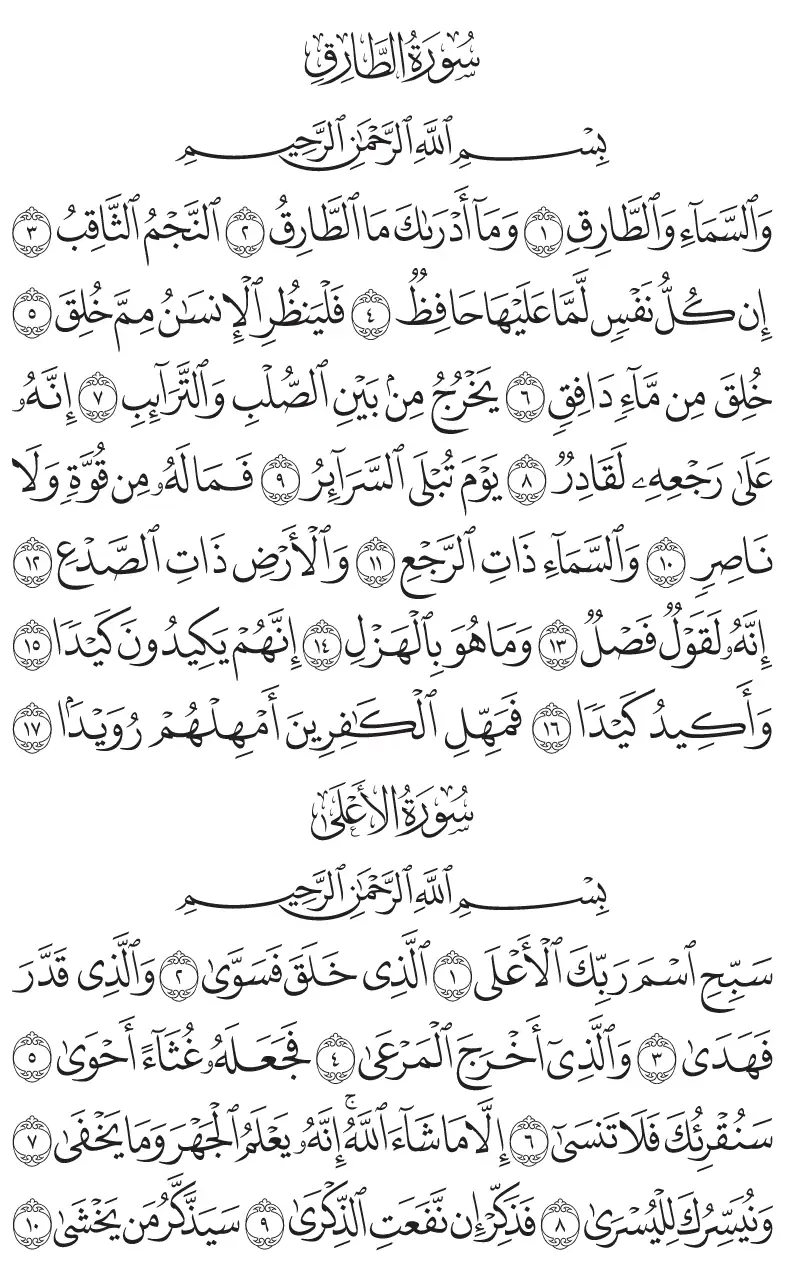 سُورَةُ الطَّارِقِ
بِسْمِ ٱللَّهِ ٱلرَّحْمَٰنِ ٱلرَّحِيمِ
وَٱلسَّمَآءِ وَٱلطَّارِقِ ١ وَمَآ أَدْرَىٰكَ مَا ٱلطَّارِقُ ٢ ٱلنَّجْمُ ٱلثَّاقِبُ ٣
إِن كُلُّ نَفْسٍ لَّمَّا عَلَيْهَا حَافِظٌ ٤ فَلْيَنظُرِ ٱلْإِنسَٰنُ مِمَّ خُلِقَ ٥
خُلِقَ مِن مَّآءٍ دَافِقٍ ٦ يَخْرُجُ مِنۢ بَيْنِ ٱلصُّلْبِ وَٱلتَّرَآئِبِ ٧ إِنَّهُۥ
عَلَىٰ رَجْعِهِۦ لَقَادِرٌ ٨ يَوْمَ تُبْلَى ٱلسَّرَآئِرُ ٩ فَمَا لَهُۥ مِن قُوَّةٍ وَلَا
نَاصِرٍ ١٠ وَٱلسَّمَآءِ ذَاتِ ٱلرَّجْعِ ١١ وَٱلْأَرْضِ ذَاتِ ٱلصَّدْعِ ١٢
إِنَّهُۥ لَقَوْلٌ فَصْلٌ ١٣ وَمَا هُوَ بِٱلْهَزْلِ ١٤ إِنَّهُمْ يَكِيدُونَ كَيْدًا ١٥
وَأَكِيدُ كَيْدًا ١٦ فَمَهِّلِ ٱلْكَٰفِرِينَ أَمْهِلْهُمْ رُوَيْدًۢا ١٧
سُورَةُ الأَعْلَىٰ
بِسْمِ ٱللَّهِ ٱلرَّحْمَٰنِ ٱلرَّحِيمِ
سَبِّحِ ٱسْمَ رَبِّكَ ٱلْأَعْلَى ١ ٱلَّذِى خَلَقَ فَسَوَّىٰ ٢ وَٱلَّذِى قَدَّرَ
فَهَدَىٰ ٣ وَٱلَّذِىٓ أَخْرَجَ ٱلْمَرْعَىٰ ٤ فَجَعَلَهُۥ غُثَآءً أَحْوَىٰ ٥
سَنُقْرِئُكَ فَلَا تَنسَىٰٓ ٦ إِلَّا مَا شَآءَ ٱللَّهُ ۚ إِنَّهُۥ يَعْلَمُ ٱلْجَهْرَ وَمَا يَخْفَىٰ ٧
وَنُيَسِّرُكَ لِلْيُسْرَىٰ ٨ فَذَكِّرْ إِن نَّفَعَتِ ٱلذِّكْرَىٰ ٩ سَيَذَّكَّرُ مَن يَخْشَىٰ ١٠